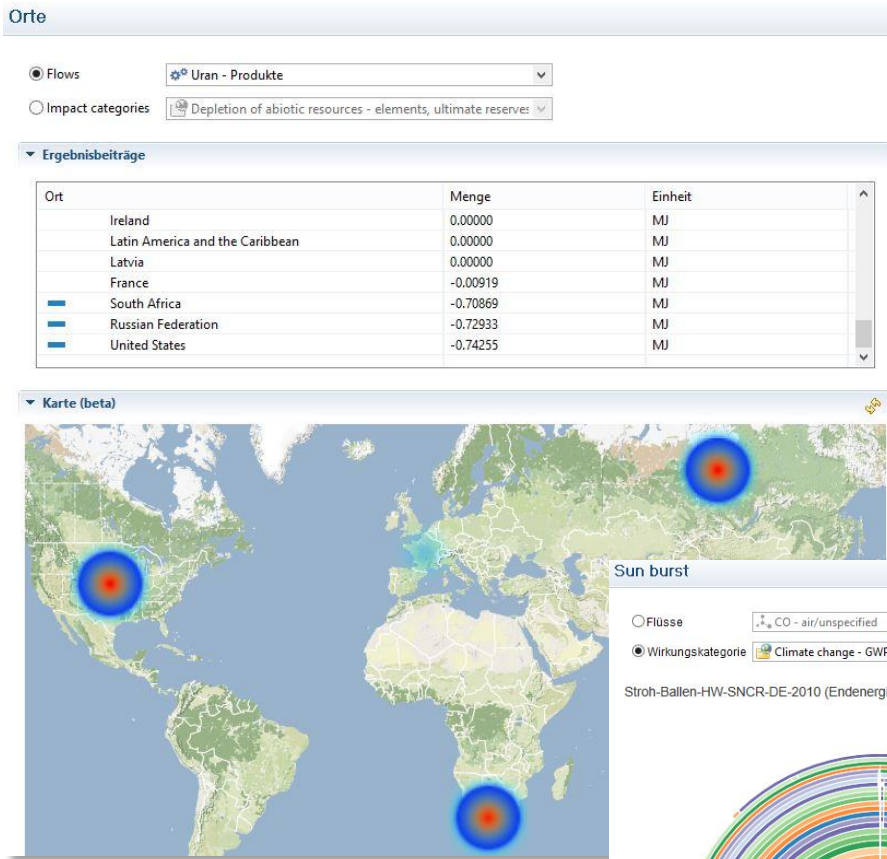 Orte
Flows Uran - Produkte
Impact categories Depletion of abiotic resources - elements, ultimate reserves
Ergebnisbeiträge
Ort Menge Einheit
Ireland 0.00000 MJ
Latin America and the Caribbean 0.00000 MJ
Latvia 0.00000 MJ
France -0.00919 MJ
South Africa -0.70869 MJ
Russian Federation -0.72933 MJ
United States -0.74255 MJ
Karte (beta)
Sun burst
Flüsse CO - air/unspecified
Wirkungskategorie Climate change - GWP
Stroh-Ballen-HW-SNCR-DE-2010 (Endenergi